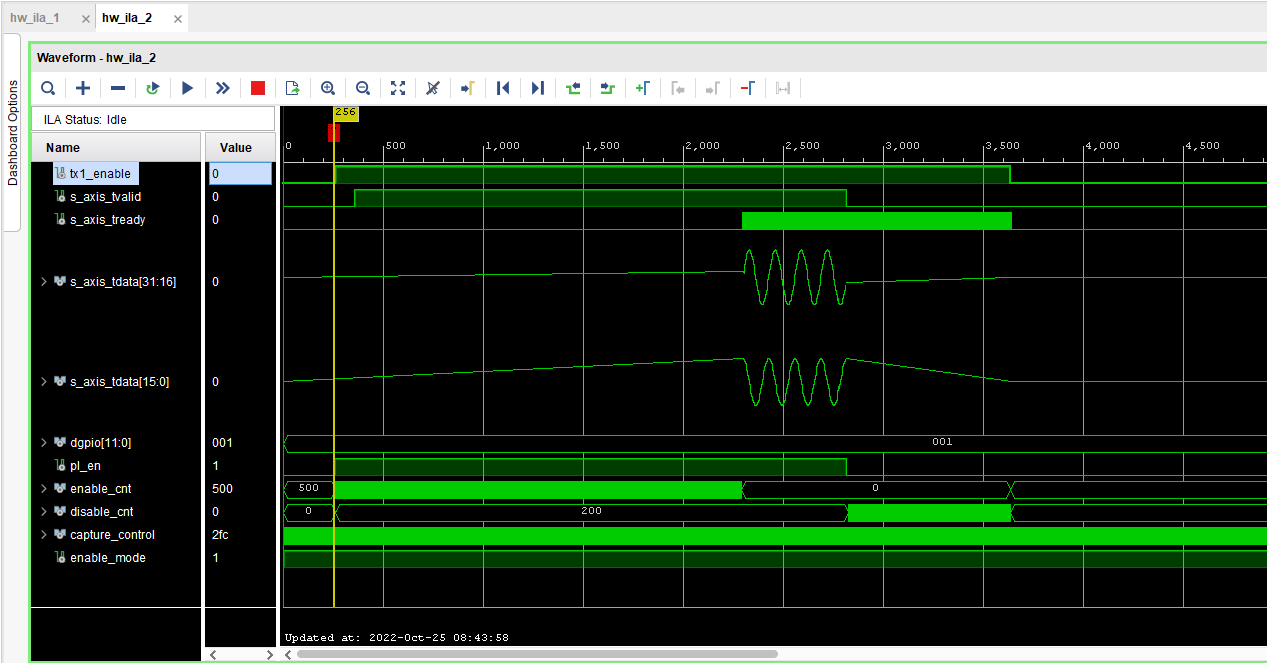 hw_ila_1 × hw_ila_2 ×
Dashboard Options
Waveform - hw_ila_2
ILA Status: Idle
256
Name Value
0 500 1,000 1,500 2,000 2,500 3,000 3,500 4,000 4,500
tx1_enable 0
s_axis_tvalid 0
s_axis_tready 0
s_axis_tdata[31:16] 0
s_axis_tdata[15:0] 0
dgpio[11:0] 001 001
pl_en 1
enable_cnt 500 500 0
disable_cnt 0 0 200
capture_control 2fc
enable_mode 1
Updated at: 2022-Oct-25 08:43:58